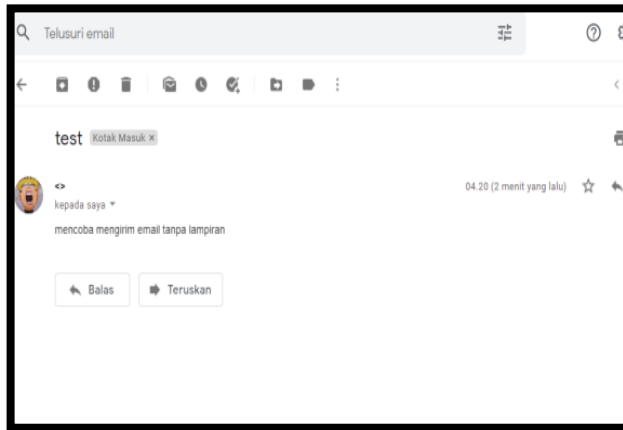 Telusuri email
test Kotak Masuk ×
<> 04.20 (2 menit yang lalu)
kepada saya
mencoba mengirim email tanpa lampiran
Balas Teruskan